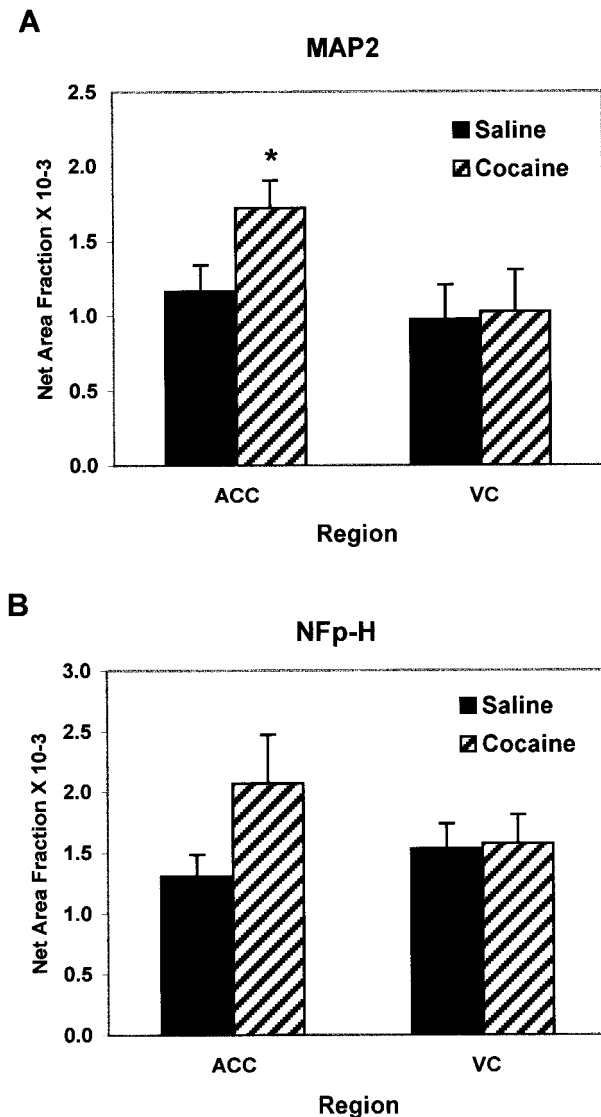 A
MAP2
Net Area Fraction X 10-3
2.5
2.0
1.5
1.0
0.5
0.0
Saline
Cocaine
*
ACC
VC
Region
B
NFp-H
Net Area Fraction X 10-3
3.0
2.5
2.0
1.5
1.0
0.5
0.0
Saline
Cocaine
ACC
VC
Region